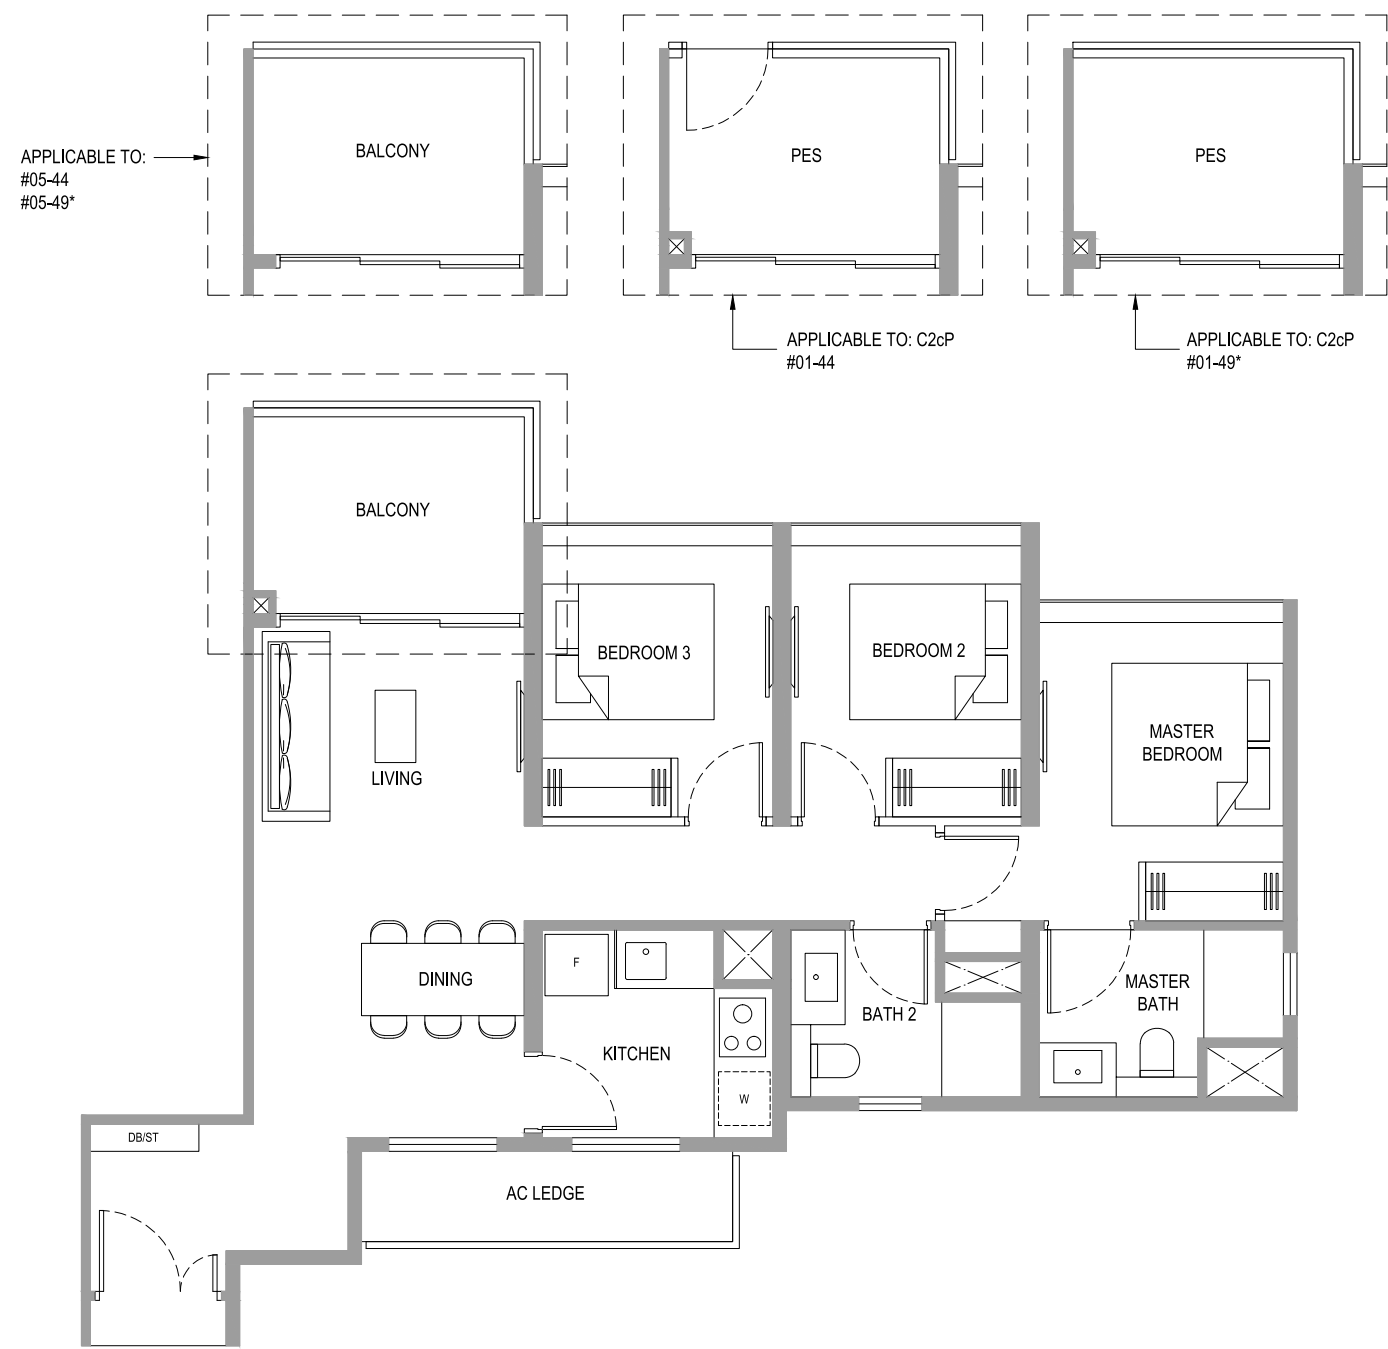 BALCONY
APPLICABLE TO:
#05-44
#05-49*
PES
APPLICABLE TO: C2cP
#01-44
PES
APPLICABLE TO: C2cP
#01-49*
BALCONY
BEDROOM 3
BEDROOM 2
MASTER
BEDROOM
LIVING
DINING
F
KITCHEN
W
BATH 2
MASTER
BATH
DB/ST
AC LEDGE